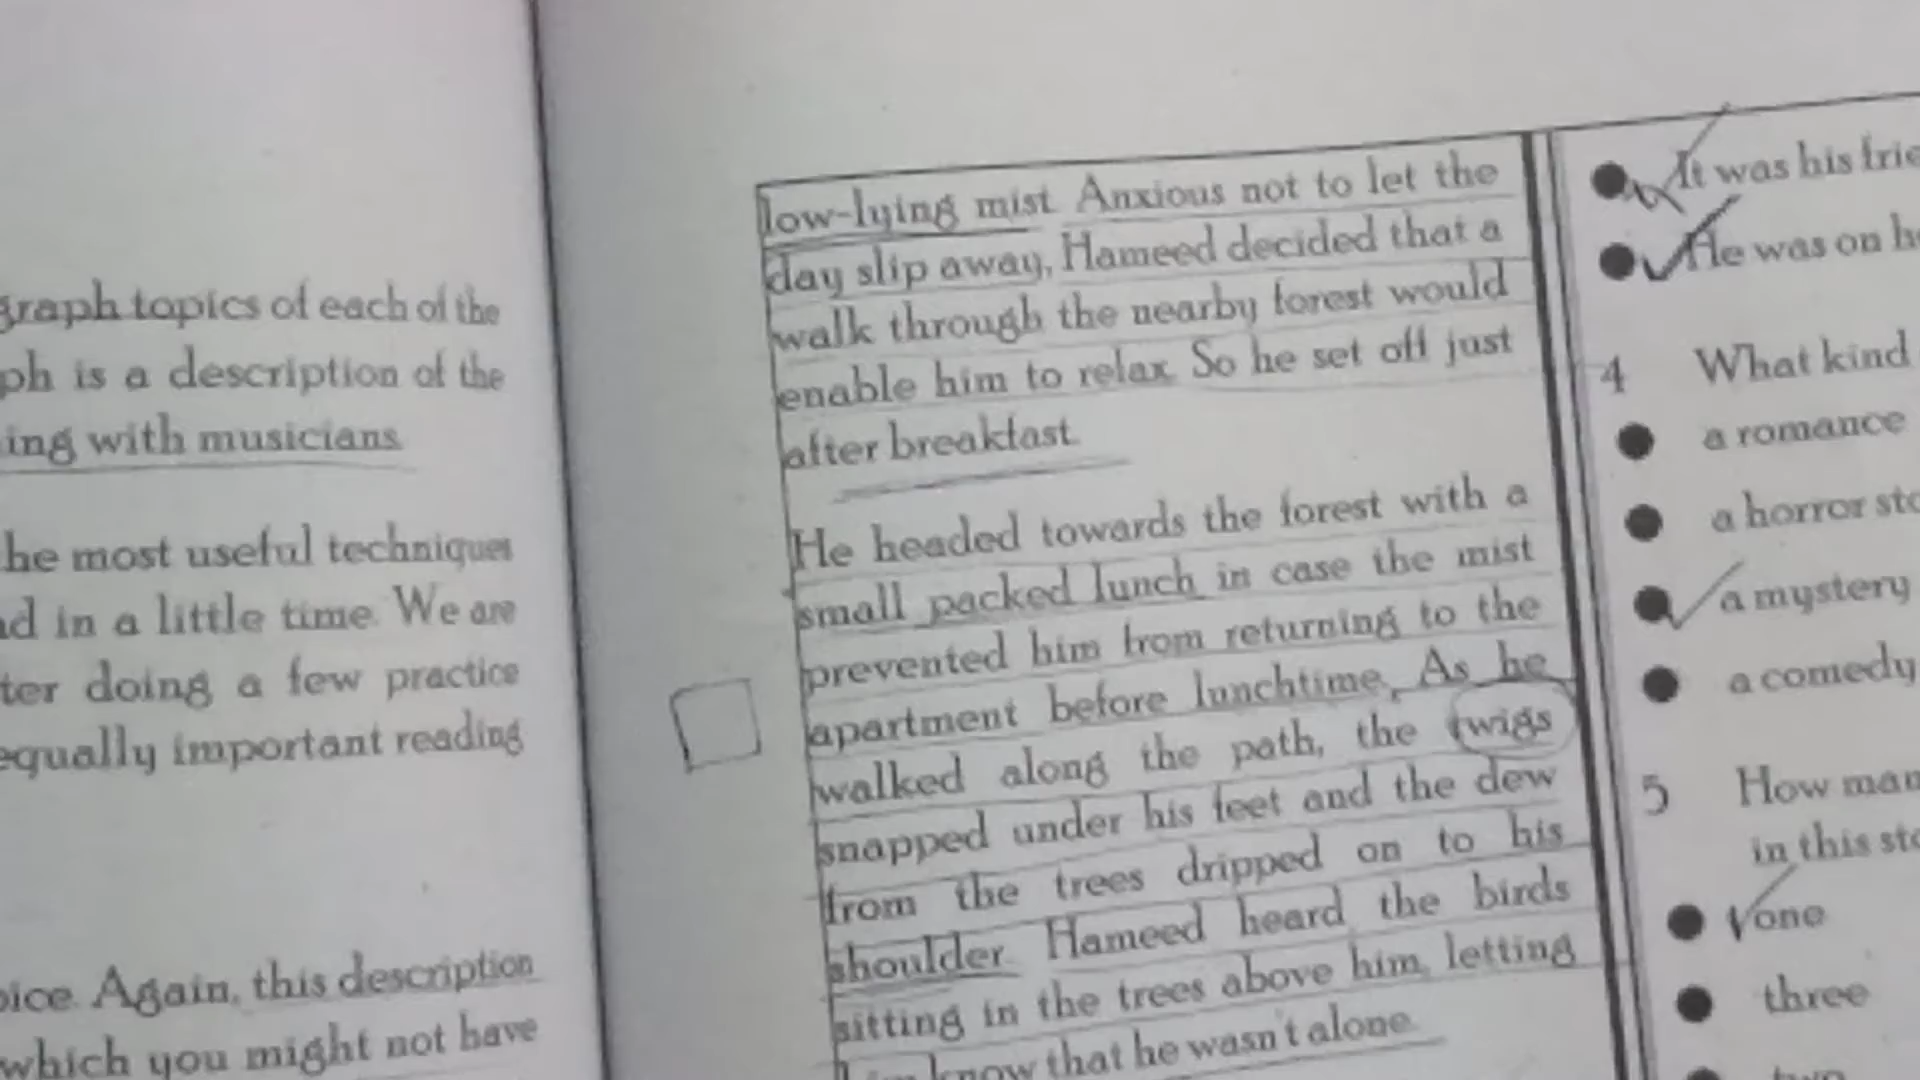 graph topics of each of the
ph is a description of the
ing with musicians
he most useful techniques
nd in a little time. We are
ter doing a few practice
equally important reading
oice. Again, this description
which you might not have
low-lying mist. Anxious not to let the
day slip away, Hameed decided that a
walk through the nearby forest would
enable him to relax. So he set off just
after breakfast.
He headed towards the forest with a
small packed lunch in case the mist
prevented him from returning to the
apartment before lunchtime. As he
walked along the path, the twigs
snapped under his feet and the dew
from the trees dripped on to his
shoulder. Hameed heard the birds
sitting in the trees above him, letting
him know that he wasn't alone.
It was his frie
He was on ho
4 What kind
a romance
a horror sto
a mystery
a comedy
5 How man
in this sto
one
three
two